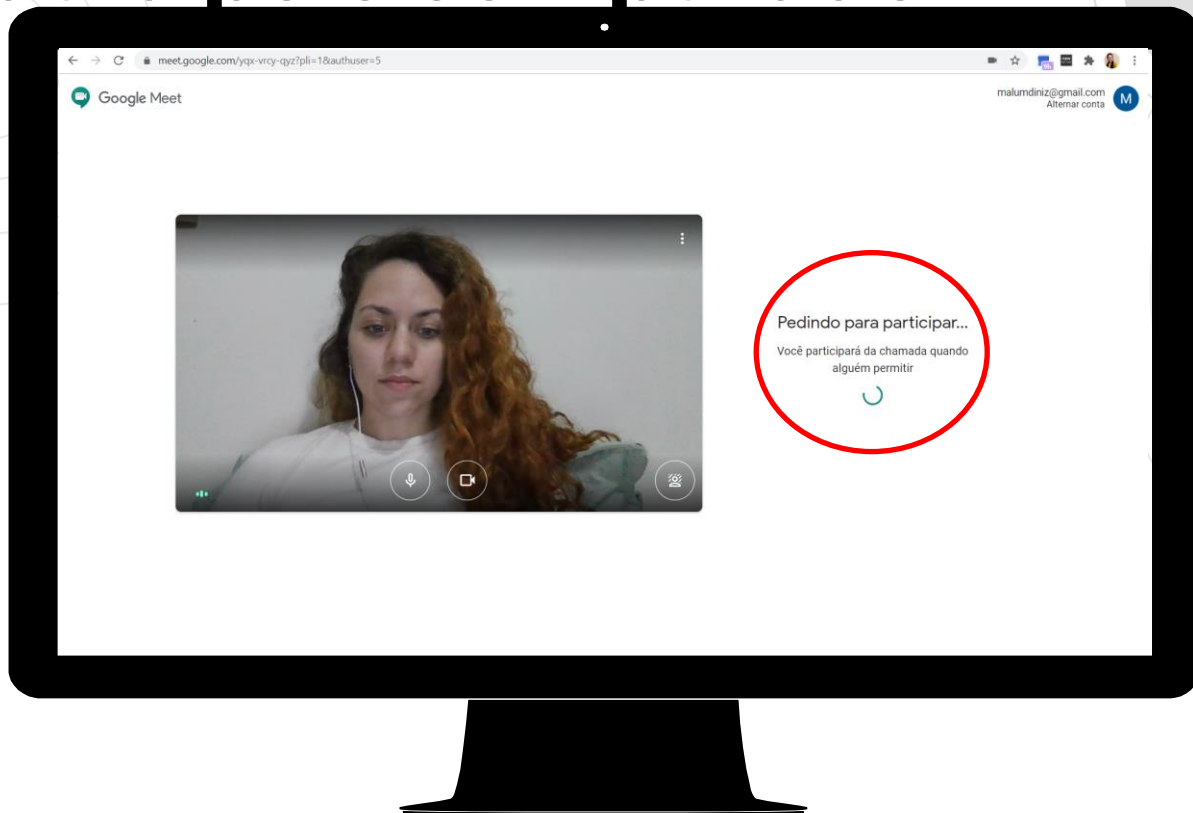 meet.google.com/yqx-vrcy-qyz?pli=1&authuser=5
Google Meet
malumdiniz@gmail.com
Alternar conta
M
Pedindo para participar...
Você participará da chamada quando
alguém permitir